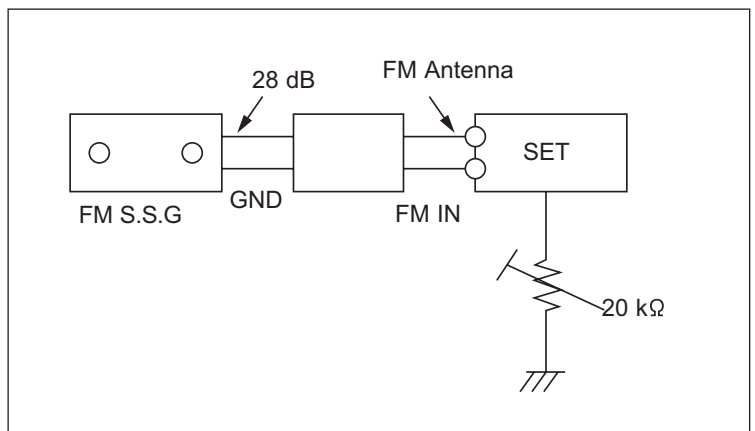 28 dB
FM Antenna
SET
FM S.S.G
GND
FM IN
20 kΩ